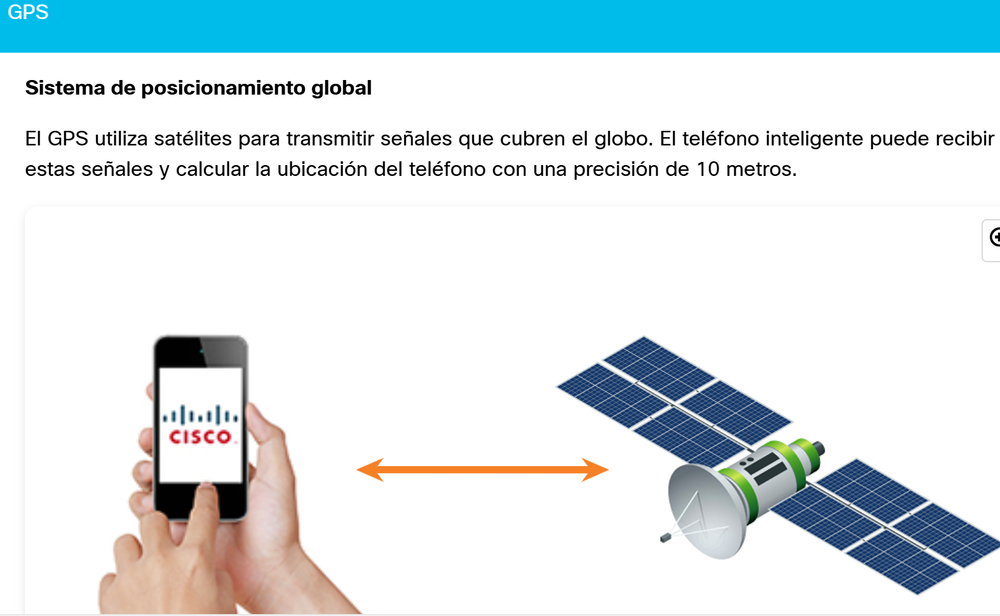 GPS
Sistema de posicionamiento global
El GPS utiliza satélites para transmitir señales que cubren el globo. El teléfono inteligente puede recibir
estas señales y calcular la ubicación del teléfono con una precisión de 10 metros.
CISCO